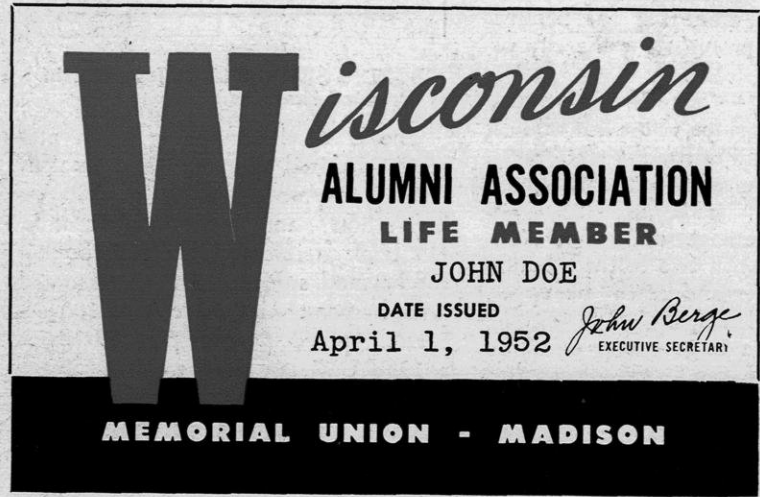 Wisconsin
ALUMNI ASSOCIATION
LIFE MEMBER
JOHN DOE
DATE ISSUED
April 1, 1952
John Berge
EXECUTIVE SECRETARY
MEMORIAL UNION - MADISON